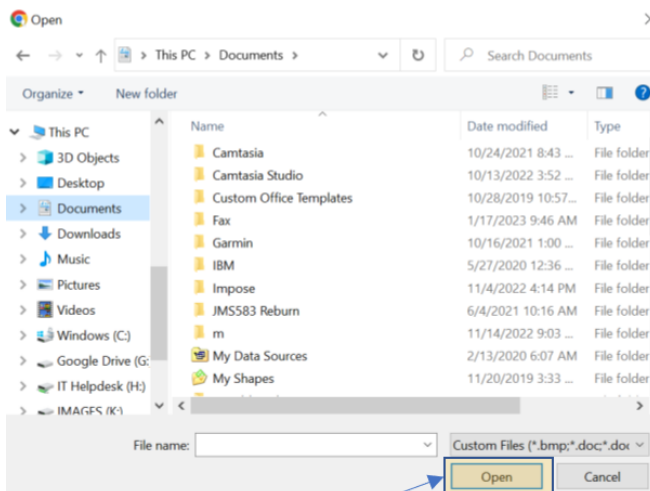 Open
This PC > Documents >
Search Documents
Organize
New folder
Name
Date modified
Type
This PC
3D Objects
Desktop
Documents
Downloads
Music
Pictures
Videos
Windows (C:)
Google Drive (G:
IT Helpdesk (H:)
IMAGES (K:)
Camtasia 10/24/2021 8:43 ... File folder
Camtasia Studio 10/13/2022 3:52 ... File folder
Custom Office Templates 10/28/2019 10:57... File folder
Fax 1/17/2023 9:46 AM File folder
Garmin 10/16/2021 1:00 ... File folder
IBM 5/27/2020 12:36 ... File folder
Impose 11/4/2022 4:14 PM File folder
JMS583 Reburn 6/4/2021 10:16 AM File folder
m 11/14/2022 9:03 ... File folder
My Data Sources 2/13/2020 6:07 AM File folder
My Shapes 11/20/2019 3:33 ... File folder
File name:
Custom Files (*.bmp;*.doc;*.doc
Open
Cancel